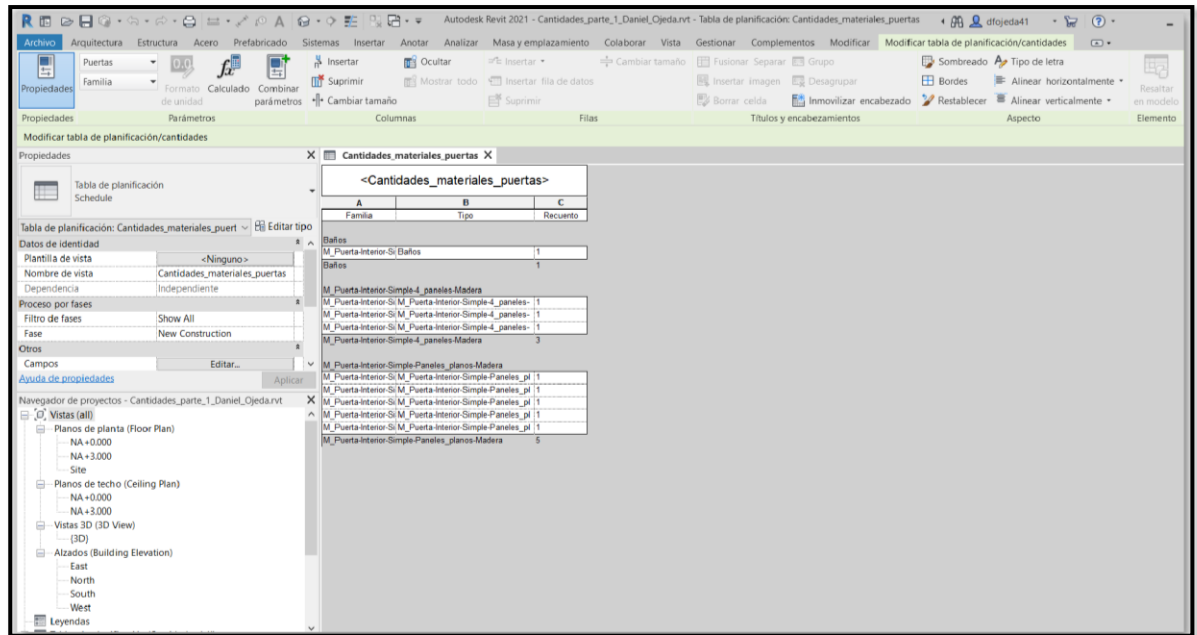 Autodesk Revit 2021 - Cantidades_parte_1_Daniel_Ojeda.rvt - Tabla de planificación: Cantidades_materiales_puertas dfojeda41
Archivo Arquitectura Estructura Acero Prefabricado Sistemas Insertar Anotar Analizar Masa y emplazamiento Colaborar Vista Gestionar Complementos Modificar Modificar tabla de planificación/cantidades
Propiedades
Puertas
Familia
Formato de unidad
Calculado
Combinar parámetros
Insertar
Suprimir
Cambiar tamaño
Ocultar
Mostrar todo
Insertar
Insertar fila de datos
Suprimir
Cambiar tamaño
Fusionar Separar
Insertar imagen
Borrar celda
Grupo
Desagrupar
Inmovilizar encabezado
Sombreado
Bordes
Restablecer
Tipo de letra
Alinear horizontalmente
Alinear verticalmente
Resaltar
en modelo
Propiedades Parámetros Columnas Filas Títulos y encabezamientos Aspecto Elemento
Modificar tabla de planificación/cantidades
Propiedades X
Tabla de planificación
Schedule
Tabla de planificación: Cantidades_materiales_puert Editar tipo
Datos de identidad
Plantilla de vista <Ninguno>
Nombre de vista Cantidades_materiales_puertas
Dependencia Independiente
Proceso por fases
Filtro de fases Show All
Fase New Construction
Otros
Campos Editar...
Ayuda de propiedades Aplicar
Navegador de proyectos - Cantidades_parte_1_Daniel_Ojeda.rvt X
Vistas (all)
Planos de planta (Floor Plan)
NA +0.000
NA +3.000
Site
Planos de techo (Ceiling Plan)
NA +0.000
NA +3.000
Vistas 3D (3D View)
{3D}
Alzados (Building Elevation)
East
North
South
West
Leyendas
Cantidades_materiales_puertas X
<Cantidades_materiales_puertas>
A B C
Familia Tipo Recuento
Baños
M_Puerta-Interior-Si Baños 1
Baños 1
M_Puerta-Interior-Simple-4_paneles-Madera
M_Puerta-Interior-Si M_Puerta-Interior-Simple-4_paneles- 1
M_Puerta-Interior-Si M_Puerta-Interior-Simple-4_paneles- 1
M_Puerta-Interior-Si M_Puerta-Interior-Simple-4_paneles- 1
M_Puerta-Interior-Simple-4_paneles-Madera 3
M_Puerta-Interior-Simple-Paneles_planos-Madera
M_Puerta-Interior-Si M_Puerta-Interior-Simple-Paneles_pl 1
M_Puerta-Interior-Si M_Puerta-Interior-Simple-Paneles_pl 1
M_Puerta-Interior-Si M_Puerta-Interior-Simple-Paneles_pl 1
M_Puerta-Interior-Si M_Puerta-Interior-Simple-Paneles_pl 1
M_Puerta-Interior-Si M_Puerta-Interior-Simple-Paneles_pl 1
M_Puerta-Interior-Simple-Paneles_planos-Madera 5